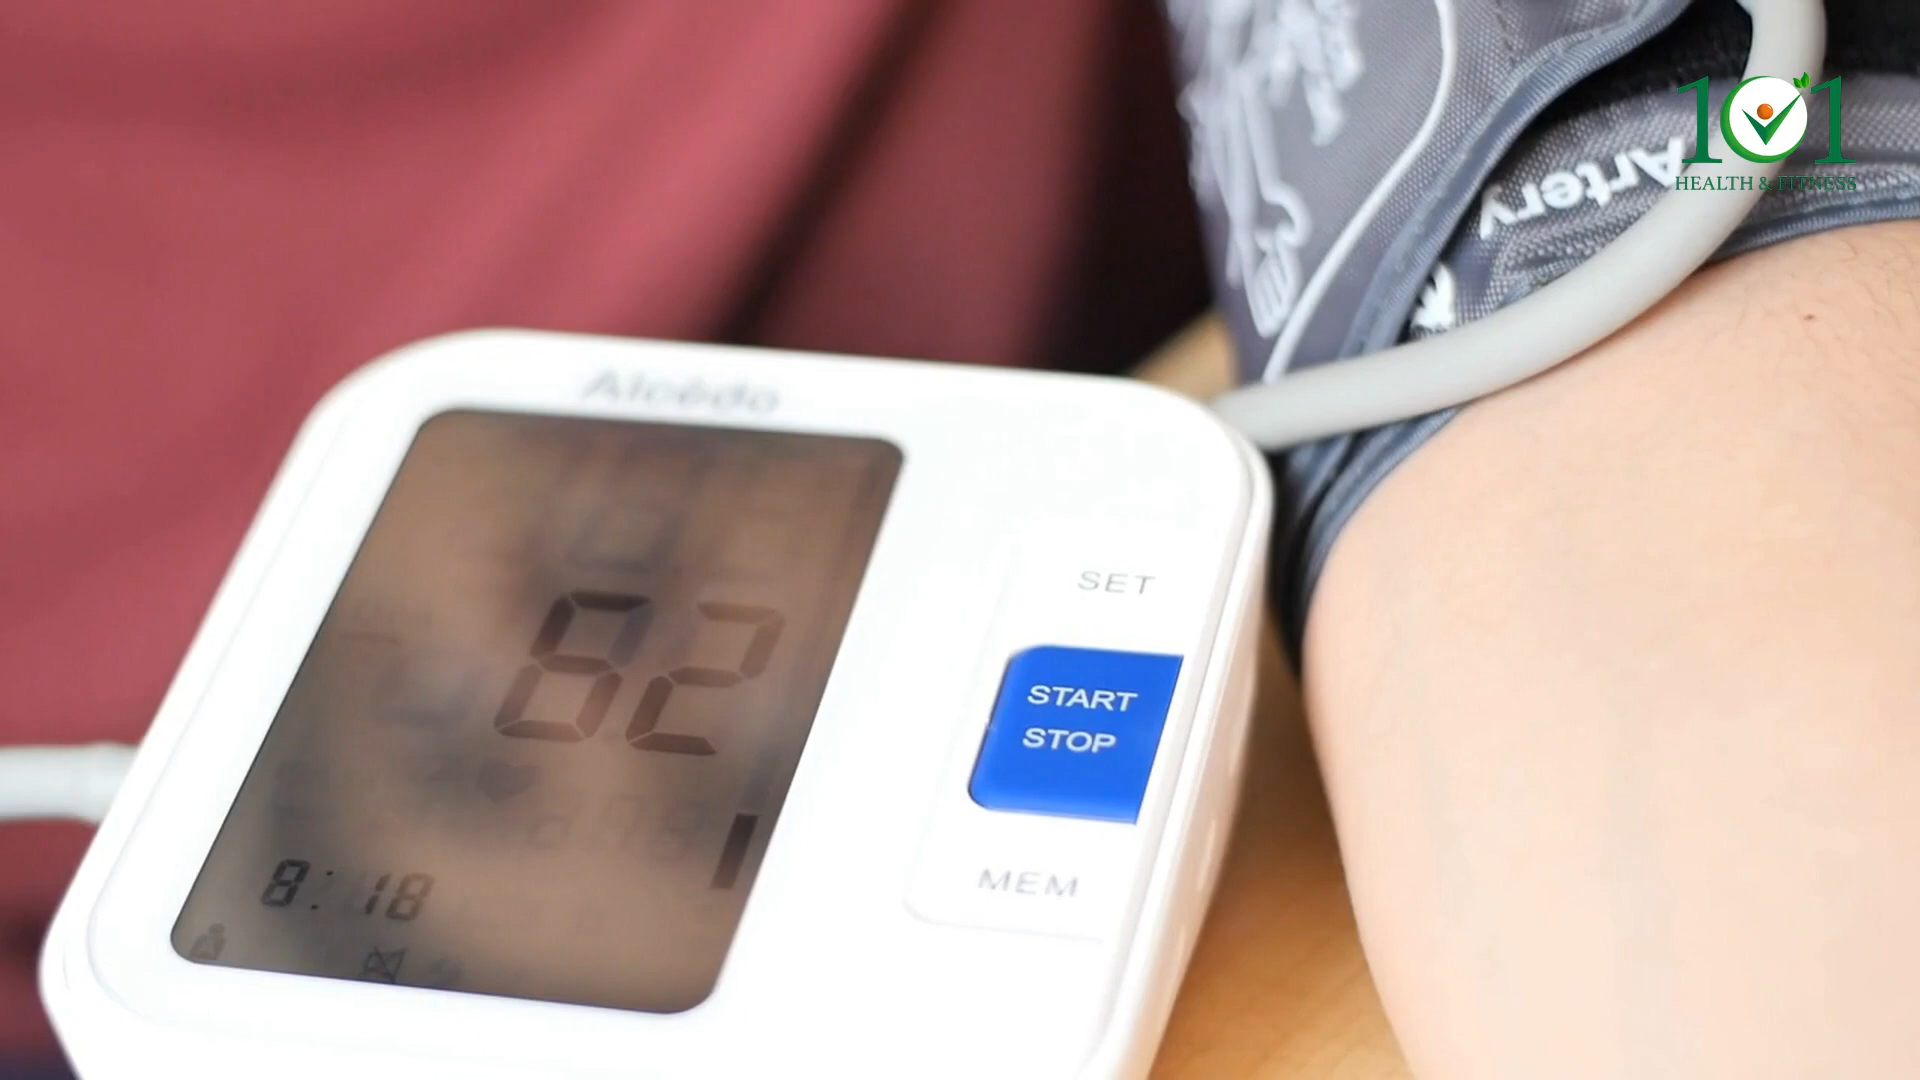 101
HEALTH & FITNESS
Artery
Alcedo
SET
82
START
STOP
MEM
8:18